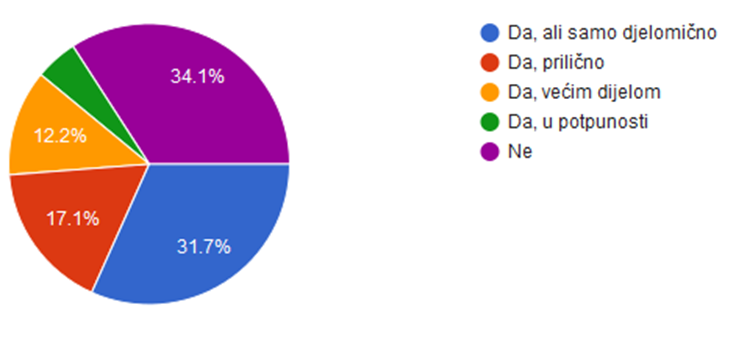 34.1%
12.2%
17.1%
31.7%
Da, ali samo djelomično
Da, prilično
Da, većim dijelom
Da, u potpunosti
Ne